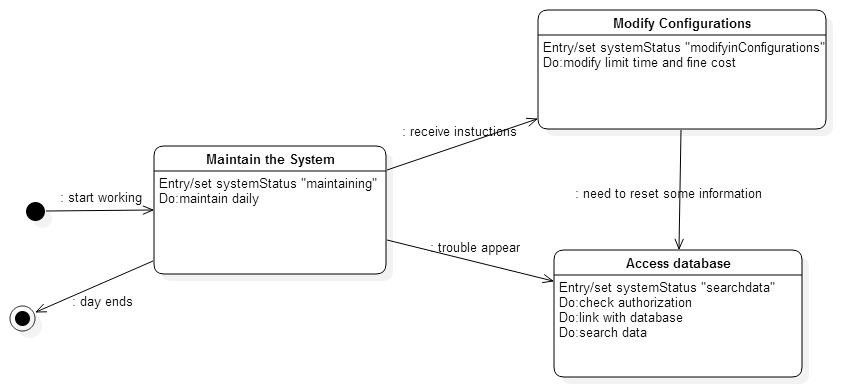 Modify Configurations
Entry/set systemStatus "modifyinConfigurations"
Do:modify limit time and fine cost
: receive instuctions
Maintain the System
Entry/set systemStatus "maintaining"
Do:maintain daily
: start working
: need to reset some information
: trouble appear
Access database
Entry/set systemStatus "searchdata"
Do:check authorization
Do:link with database
Do:search data
: day ends